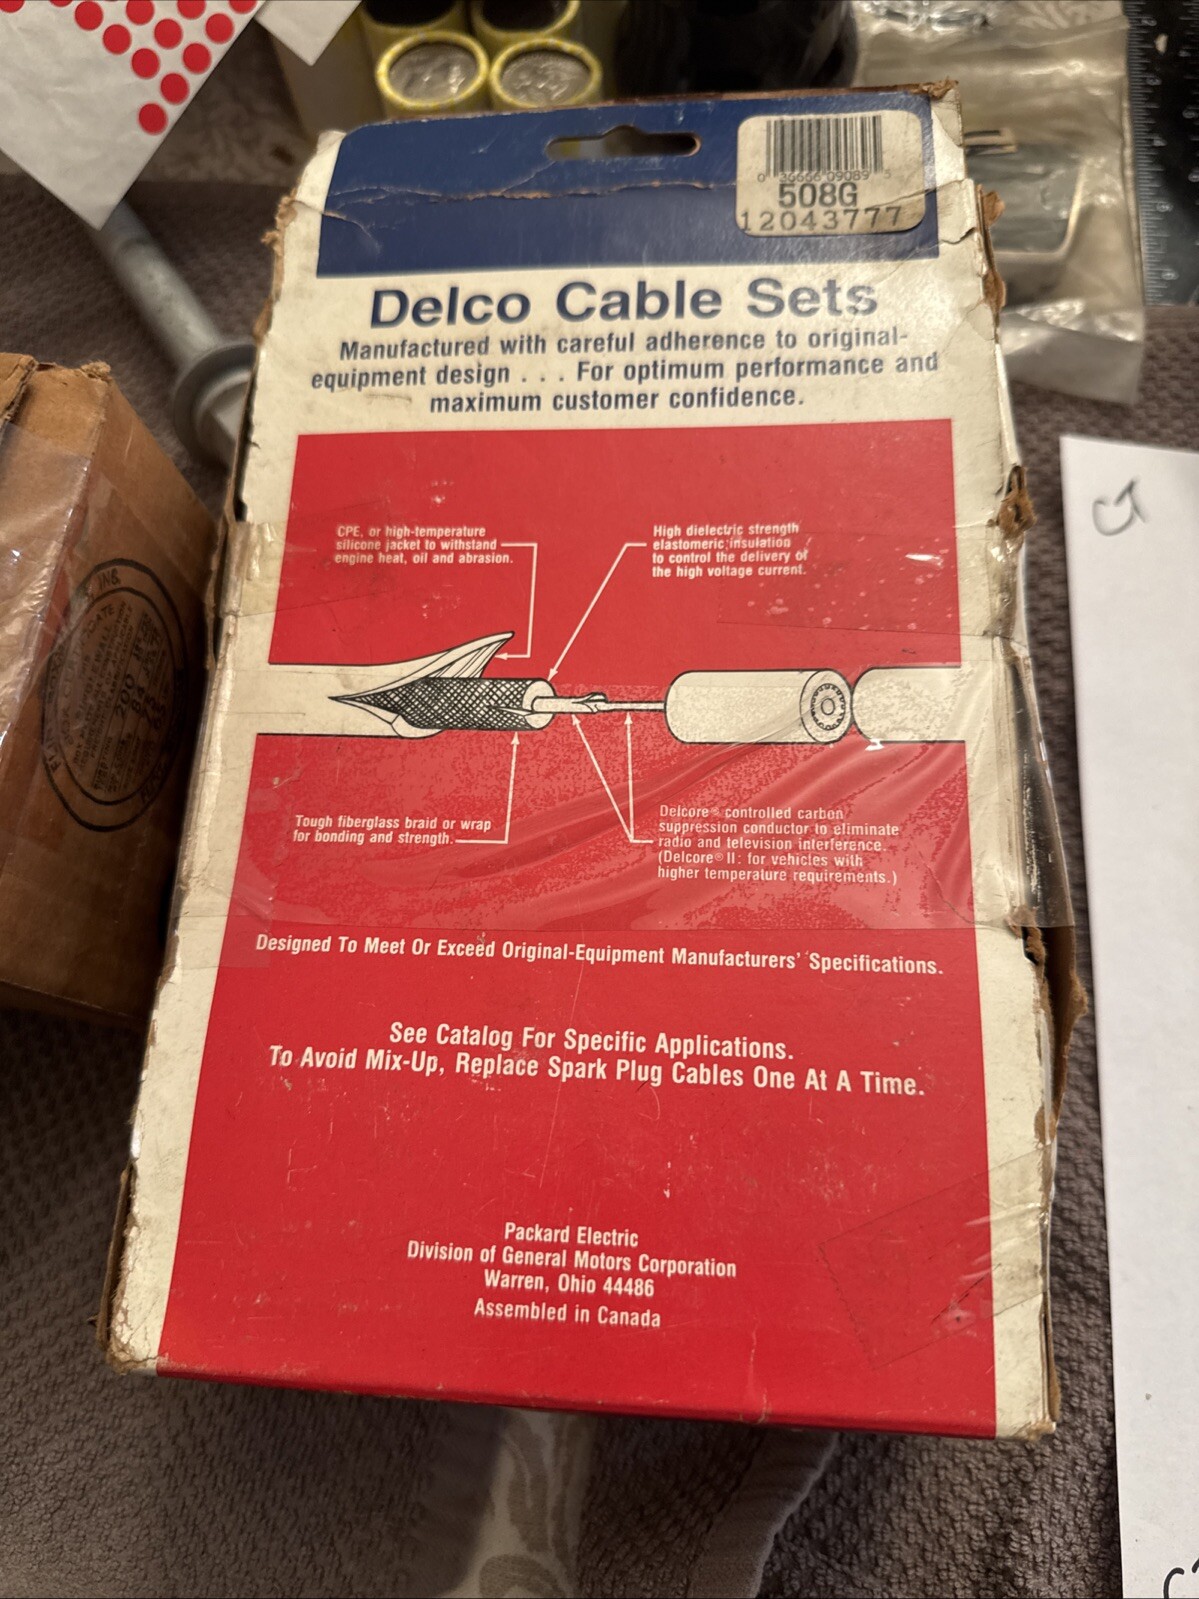 0 36666 09089 5
508G
12043777
Delco Cable Sets
Manufactured with careful adherence to original-
equipment design . . . For optimum performance and
maximum customer confidence.
CPE, or high-temperature
silicone jacket to withstand
engine heat, oil and abrasion.
High dielectric strength
elastomeric insulation
to control the delivery of
the high voltage current.
Tough fiberglass braid or wrap
for bonding and strength.
Delcore® controlled carbon
suppression conductor to eliminate
radio and television interference.
(Delcore® II: for vehicles with
higher temperature requirements.)
Designed To Meet Or Exceed Original-Equipment Manufacturers' Specifications.
See Catalog For Specific Applications.
To Avoid Mix-Up, Replace Spark Plug Cables One At A Time.
Packard Electric
Division of General Motors Corporation
Warren, Ohio 44486
Assembled in Canada
INC.
200
CT